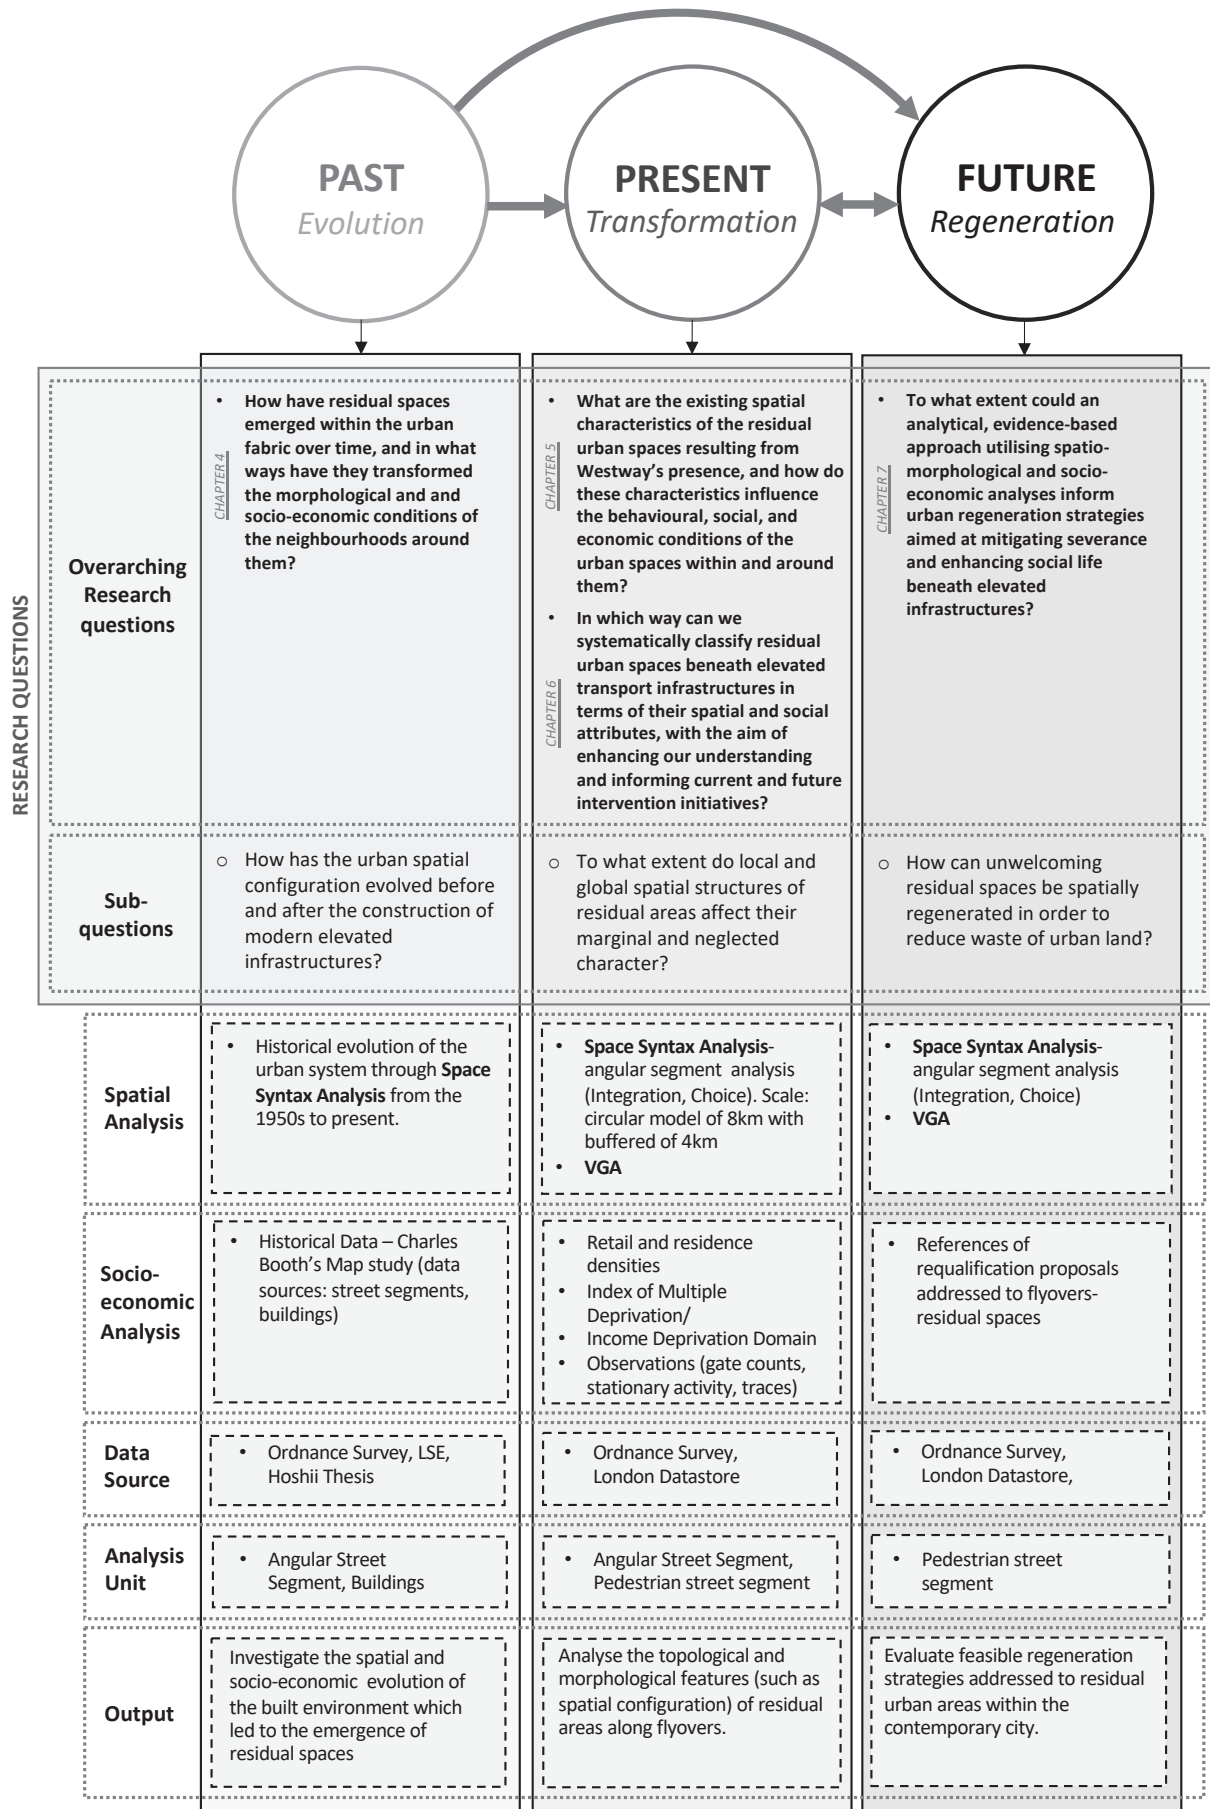 PAST
Evolution
PRESENT
Transformation
FUTURE
Regeneration
RESEARCH QUESTIONS
Overarching
Research
questions
CHAPTER 4
• How have residual spaces
emerged within the urban
fabric over time, and in what
ways have they transformed
the morphological and and
socio-economic conditions of
the neighbourhoods around
them?
CHAPTER 5
• What are the existing spatial
characteristics of the residual
urban spaces resulting from
Westway's presence, and how do
these characteristics influence
the behavioural, social, and
economic conditions of the
urban spaces within and around
them?
CHAPTER 6
• In which way can we
systematically classify residual
urban spaces beneath elevated
transport infrastructures in
terms of their spatial and social
attributes, with the aim of
enhancing our understanding
and informing current and future
intervention initiatives?
CHAPTER 7
• To what extent could an
analytical, evidence-based
approach utilising spatio-
morphological and socio-
economic analyses inform
urban regeneration strategies
aimed at mitigating severance
and enhancing social life
beneath elevated
infrastructures?
Sub-
questions
○ How has the urban spatial
configuration evolved before
and after the construction of
modern elevated
infrastructures?
○ To what extent do local and
global spatial structures of
residual areas affect their
marginal and neglected
character?
○ How can unwelcoming
residual spaces be spatially
regenerated in order to
reduce waste of urban land?
Spatial
Analysis
• Historical evolution of the
urban system through Space
Syntax Analysis from the
1950s to present.
• Space Syntax Analysis-
angular segment analysis
(Integration, Choice). Scale:
circular model of 8km with
buffered of 4km
• VGA
• Space Syntax Analysis-
angular segment analysis
(Integration, Choice)
• VGA
Socio-
economic
Analysis
• Historical Data – Charles
Booth's Map study (data
sources: street segments,
buildings)
• Retail and residence
densities
• Index of Multiple
Deprivation/
• Income Deprivation Domain
• Observations (gate counts,
stationary activity, traces)
• References of
requalification proposals
addressed to flyovers-
residual spaces
Data
Source
• Ordnance Survey, LSE,
Hoshii Thesis
• Ordnance Survey,
London Datastore
• Ordnance Survey,
London Datastore,
Analysis
Unit
• Angular Street
Segment, Buildings
• Angular Street Segment,
Pedestrian street segment
• Pedestrian street
segment
Output
Investigate the spatial and
socio-economic evolution of
the built environment which
led to the emergence of
residual spaces
Analyse the topological and
morphological features (such as
spatial configuration) of residual
areas along flyovers.
Evaluate feasible regeneration
strategies addressed to residual
urban areas within the
contemporary city.